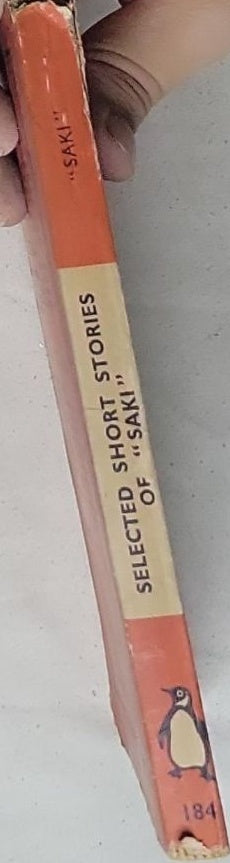 "SAKI"
SELECTED SHORT STORIES
OF "SAKI"
184